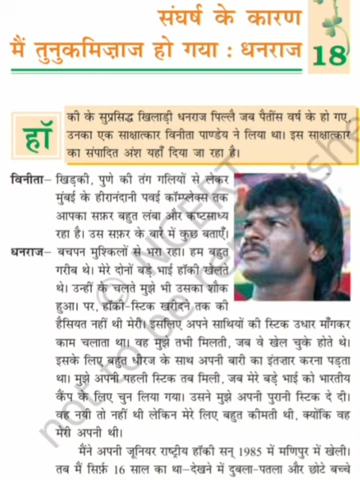 संघर्ष के कारण
मैं तुनुकमिज़ाज हो गया : धनराज
18
हॉ
की के सुप्रसिद्ध खिलाड़ी धनराज पिल्लै जब पैंतीस वर्ष के हो गए,
उनका एक साक्षात्कार विनीता पाण्डेय ने लिया था। इस साक्षात्कार
का संपादित अंश यहाँ दिया जा रहा है।
विनीता– खिड़की, पुणे की तंग गलियों से लेकर
मुंबई के हीरानंदानी पवई कॉम्प्लेक्स तक
आपका सफ़र बहुत लंबा और कष्टसाध्य
रहा है। उस सफ़र के बारे में कुछ बताएँ।
धनराज– बचपन मुश्किलों से भरा रहा। हम बहुत
गरीब थे। मेरे दोनों बड़े भाई हॉकी खेलते
थे। उन्हीं के चलते मुझे भी उसका शौक
हुआ। पर, हॉकी-स्टिक खरीदने तक की
हैसियत नहीं थी मेरी। इसलिए अपने साथियों की स्टिक उधार माँगकर
काम चलाता था। वह मुझे तभी मिलती, जब वे खेल चुके होते थे।
इसके लिए बहुत धीरज के साथ अपनी बारी का इंतज़ार करना पड़ता
था। मुझे अपनी पहली स्टिक तब मिली, जब मेरे बड़े भाई को भारतीय
कैंप के लिए चुन लिया गया। उसने मुझे अपनी पुरानी स्टिक दे दी।
वह नयी तो नहीं थी लेकिन मेरे लिए बहुत कीमती थी, क्योंकि वह
मेरी अपनी थी।
मैंने अपनी जूनियर राष्ट्रीय हॉकी सन् 1985 में मणिपुर में खेली।
तब मैं सिर्फ़ 16 साल का था–देखने में दुबला-पतला और छोटे बच्चे